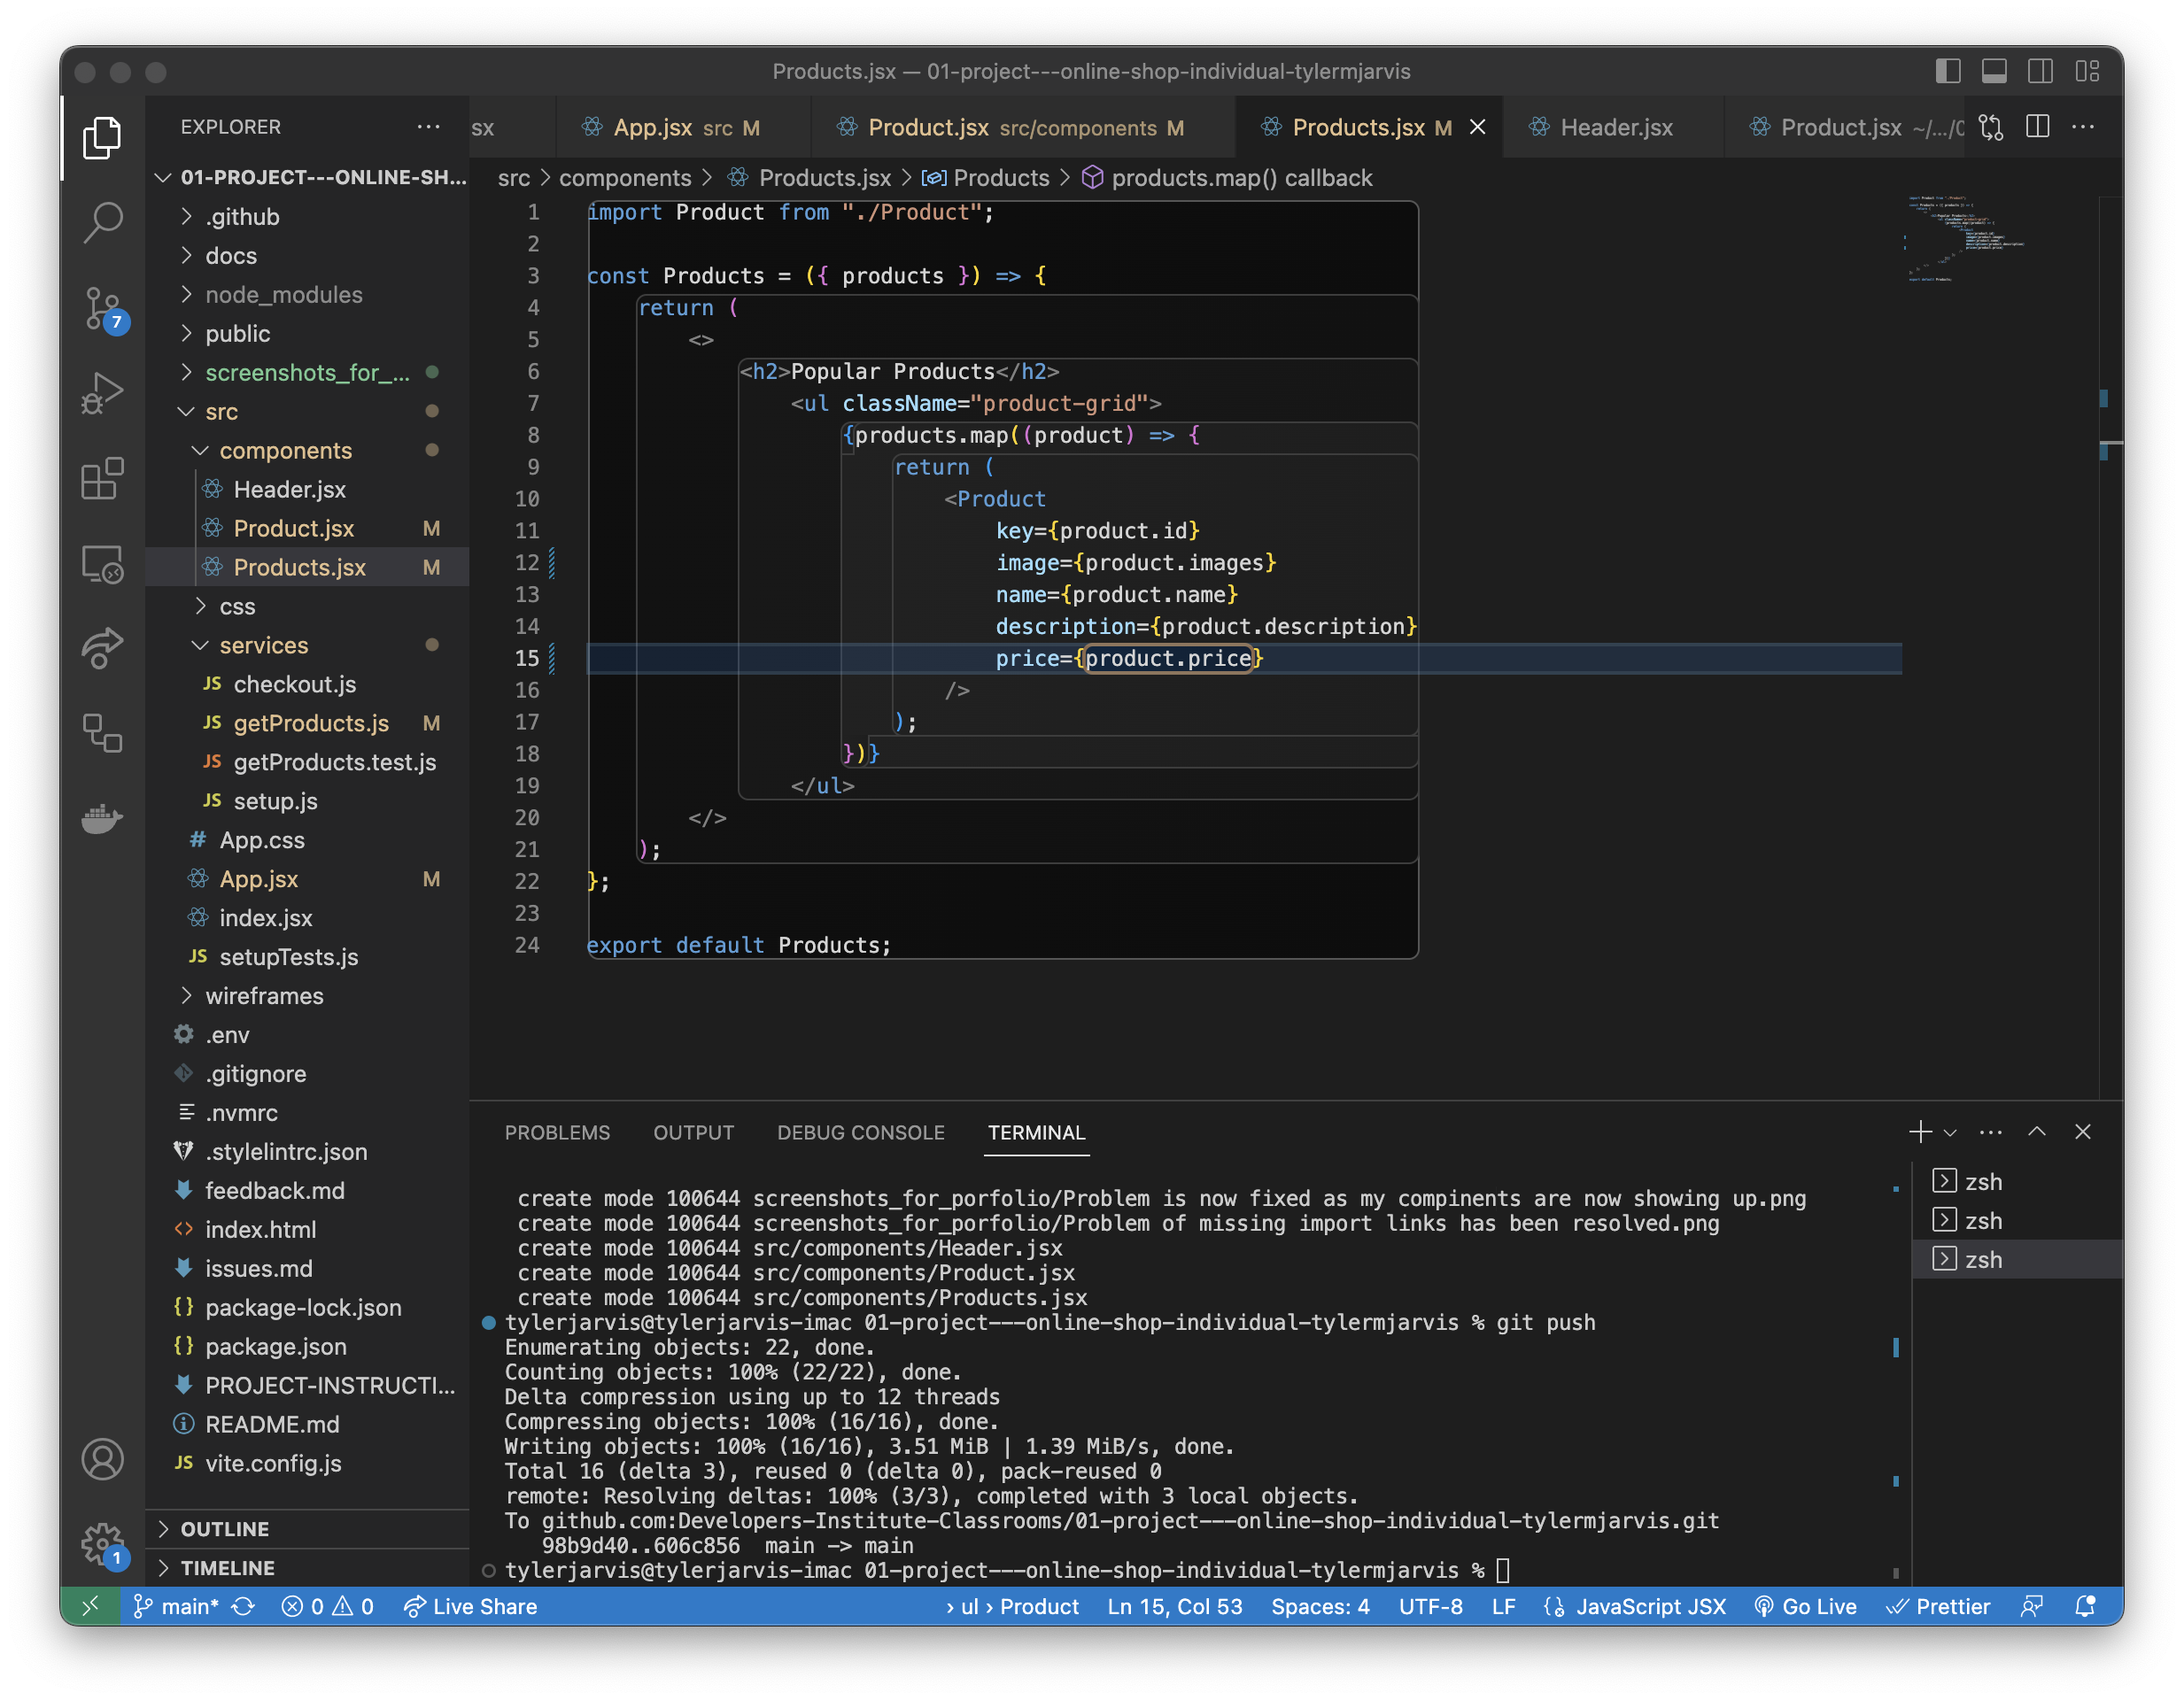 Products.jsx — 01-project---online-shop-individual-tylermjarvis
EXPLORER
01-PROJECT---ONLINE-SH...
.github
docs
node_modules
public
screenshots_for_...
src
components
Header.jsx
Product.jsx M
Products.jsx M
css
services
checkout.js
getProducts.js M
getProducts.test.js
setup.js
App.css
App.jsx M
index.jsx
setupTests.js
wireframes
.env
.gitignore
.nvmrc
.stylelintrc.json
feedback.md
index.html
issues.md
package-lock.json
package.json
PROJECT-INSTRUCTI...
README.md
vite.config.js
OUTLINE
TIMELINE
7
1
sx App.jsx src M Product.jsx src/components M Products.jsx M Header.jsx Product.jsx ~/.../0
src > components > Products.jsx > Products > products.map() callback
1 import Product from "./Product";
2
3 const Products = ({ products }) => {
4 return (
5 <>
6 <h2>Popular Products</h2>
7 <ul className="product-grid">
8 {products.map((product) => {
9 return (
10 <Product
11 key={product.id}
12 image={product.images}
13 name={product.name}
14 description={product.description}
15 price={product.price}
16 />
17 );
18 })}
19 </ul>
20 </>
21 );
22 };
23
24 export default Products;
PROBLEMS OUTPUT DEBUG CONSOLE TERMINAL
create mode 100644 screenshots_for_porfolio/Problem is now fixed as my compinents are now showing up.png
create mode 100644 screenshots_for_porfolio/Problem of missing import links has been resolved.png
create mode 100644 src/components/Header.jsx
create mode 100644 src/components/Product.jsx
create mode 100644 src/components/Products.jsx
tylerjarvis@tylerjarvis-imac 01-project---online-shop-individual-tylermjarvis % git push
Enumerating objects: 22, done.
Counting objects: 100% (22/22), done.
Delta compression using up to 12 threads
Compressing objects: 100% (16/16), done.
Writing objects: 100% (16/16), 3.51 MiB | 1.39 MiB/s, done.
Total 16 (delta 3), reused 0 (delta 0), pack-reused 0
remote: Resolving deltas: 100% (3/3), completed with 3 local objects.
To github.com:Developers-Institute-Classrooms/01-project---online-shop-individual-tylermjarvis.git
98b9d40..606c856 main -> main
tylerjarvis@tylerjarvis-imac 01-project---online-shop-individual-tylermjarvis %
zsh
zsh
zsh
main* 0 0 Live Share › ul › Product Ln 15, Col 53 Spaces: 4 UTF-8 LF JavaScript JSX Go Live Prettier